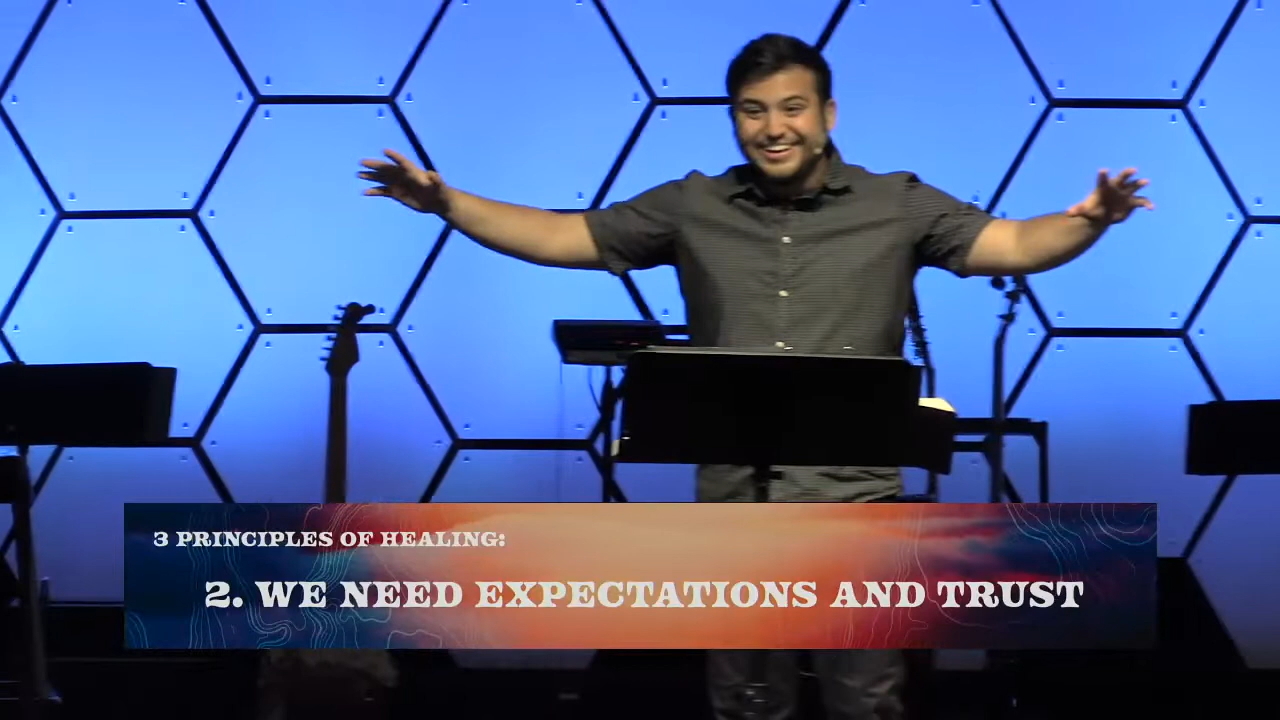 3 PRINCIPLES OF HEALING:
2. WE NEED EXPECTATIONS AND TRUST